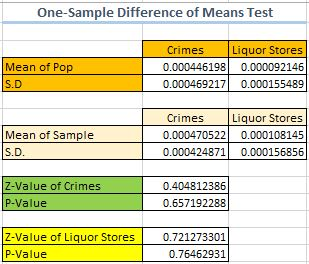 One-Sample Difference of Means Test
Crimes Liquor Stores
Mean of Pop 0.000446198 0.000092146
S.D 0.000469217 0.000155489
Crimes Liquor Stores
Mean of Sample 0.000470522 0.000108145
S.D. 0.000424871 0.000156856
Z-Value of Crimes 0.404812386
P-Value 0.657192288
Z-Value of Liquor Stores 0.721273301
P-Value 0.76462931